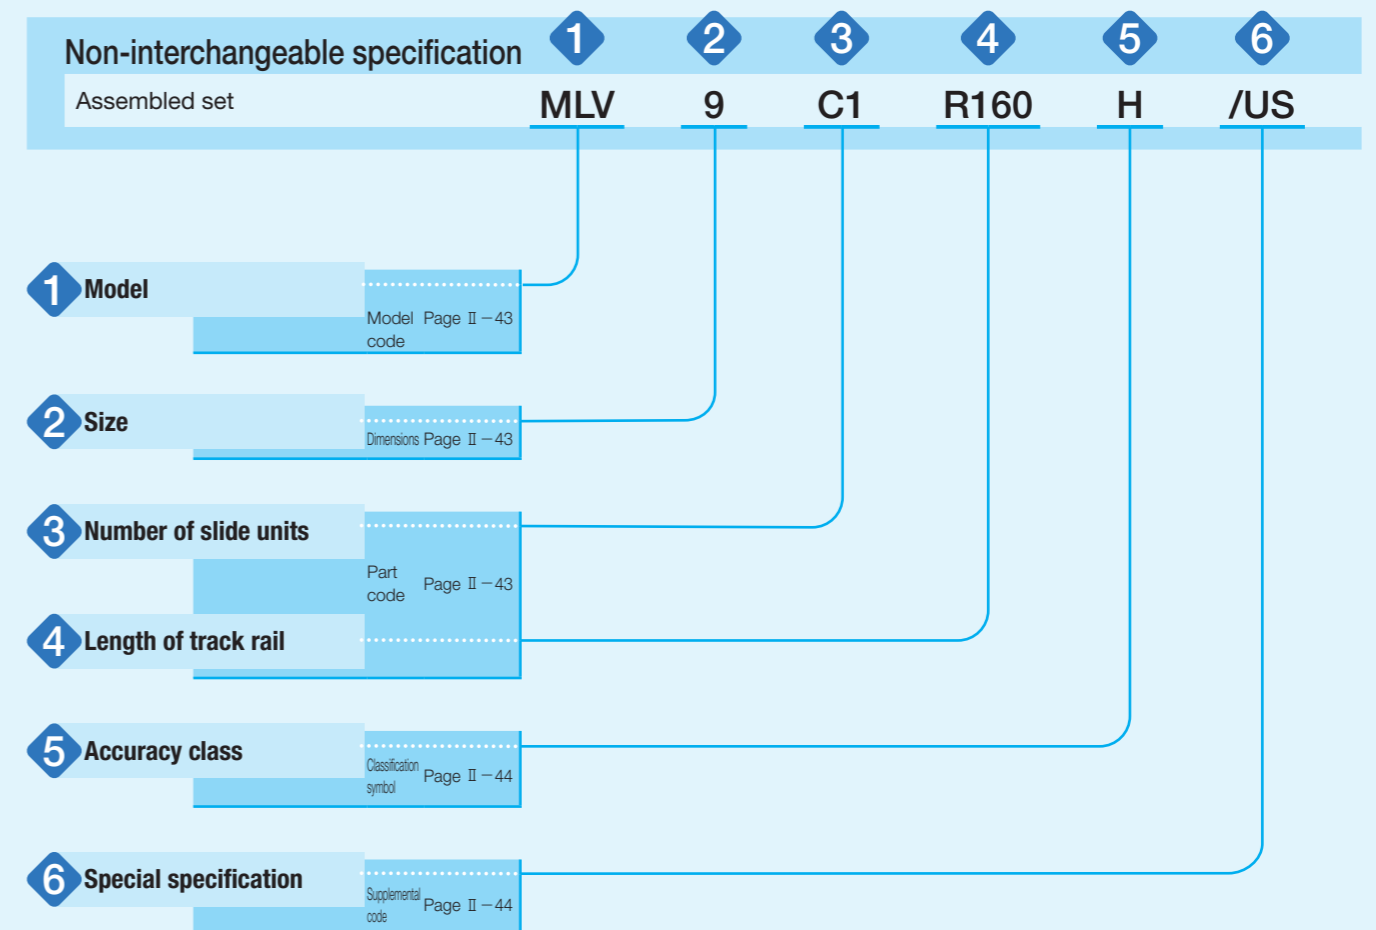 Non-interchangeable specification 1 2 3 4 5 6
Assembled set MLV 9 C1 R160 H /US
1 Model
Model code Page Ⅱ－43
2 Size
Dimensions Page Ⅱ－43
3 Number of slide units
Part code Page Ⅱ－43
4 Length of track rail
5 Accuracy class
Classification symbol Page Ⅱ－44
6 Special specification
Supplemental code Page Ⅱ－44